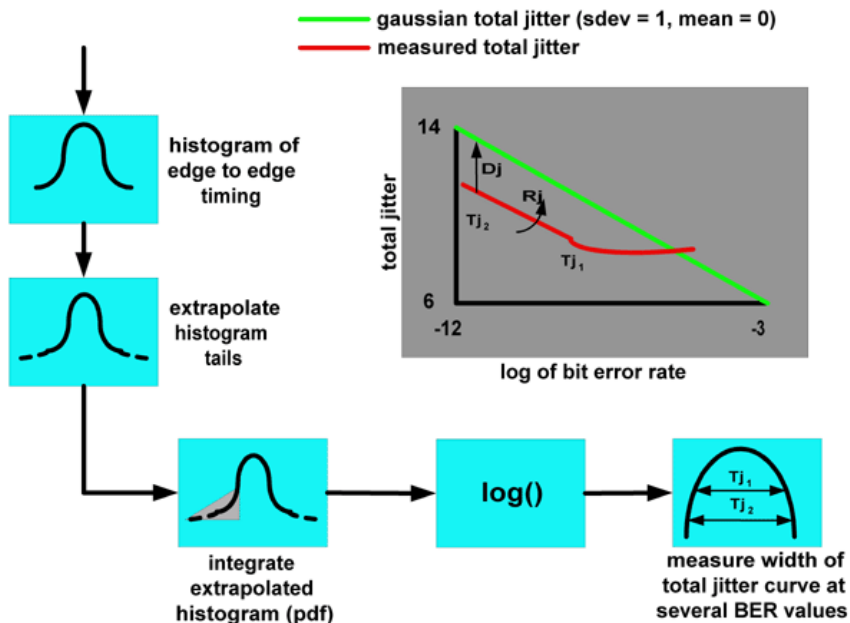 gaussian total jitter (sdev = 1, mean = 0)
measured total jitter
histogram of
edge to edge
timing
14
Dj
Rj
Tj2
Tj1
total jitter
6
-12
-3
log of bit error rate
extrapolate
histogram
tails
log()
Tj1
Tj2
integrate
extrapolated
histogram (pdf)
measure width of
total jitter curve at
several BER values